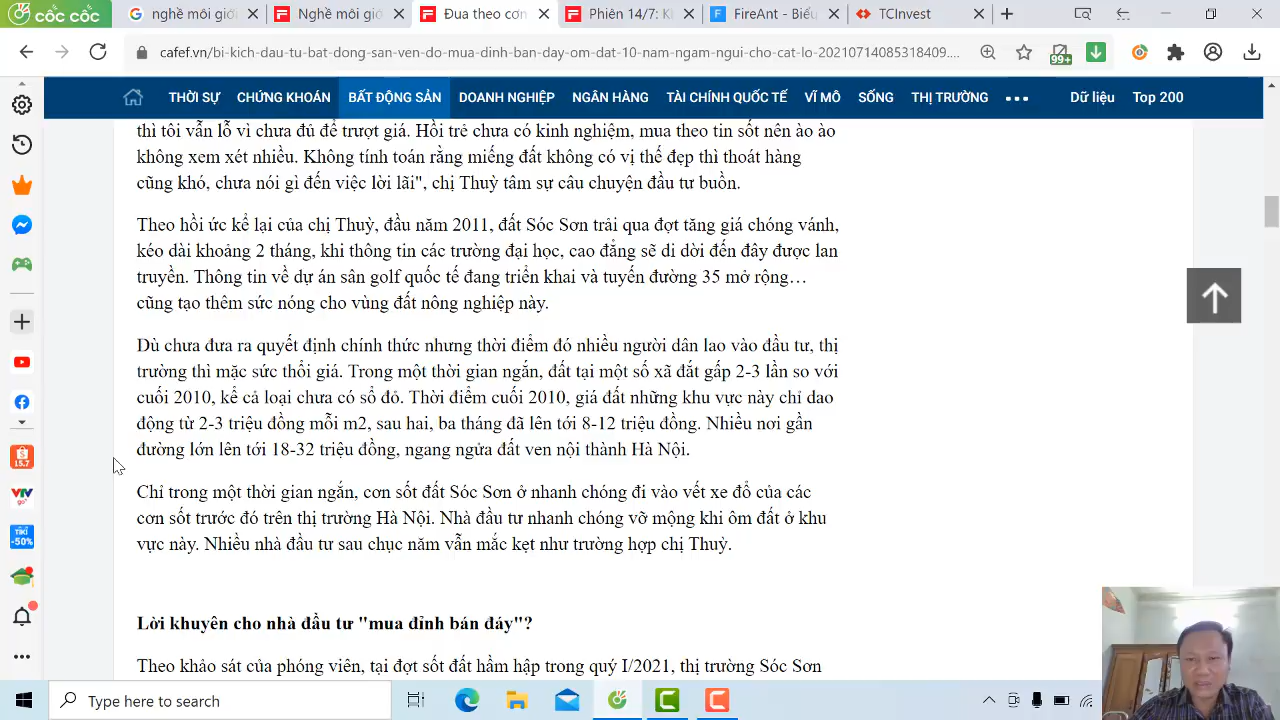 cốc cốc
nghề môi giới
Nghề môi giớ
Đua theo cơn
Phiên 14/7: K
FireAnt - Biểu
TCInvest
cafef.vn/bi-kich-dau-tu-bat-dong-san-ven-do-mua-dinh-ban-day-om-dat-10-nam-ngam-ngui-cho-cat-lo-20210714085318409....
99+
THỜI SỰ CHỨNG KHOÁN BẤT ĐỘNG SẢN DOANH NGHIỆP NGÂN HÀNG TÀI CHÍNH QUỐC TẾ VĨ MÔ SỐNG THỊ TRƯỜNG ••• Dữ liệu Top 200
thì tôi vẫn lỗ vì chưa đủ để trượt giá. Hồi trẻ chưa có kinh nghiệm, mua theo tin sốt nên ào ào
không xem xét nhiều. Không tính toán rằng miếng đất không có vị thế đẹp thì thoát hàng
cũng khó, chưa nói gì đến việc lời lãi", chị Thuỳ tâm sự câu chuyện đầu tư buồn.
Theo hồi ức kể lại của chị Thuỳ, đầu năm 2011, đất Sóc Sơn trải qua đợt tăng giá chóng vánh,
kéo dài khoảng 2 tháng, khi thông tin các trường đại học, cao đẳng sẽ di dời đến đây được lan
truyền. Thông tin về dự án sân golf quốc tế đang triển khai và tuyến đường 35 mở rộng…
cũng tạo thêm sức nóng cho vùng đất nông nghiệp này.
Dù chưa đưa ra quyết định chính thức nhưng thời điểm đó nhiều người dân lao vào đầu tư, thị
trường thì mặc sức thổi giá. Trong một thời gian ngắn, đất tại một số xã đắt gấp 2-3 lần so với
cuối 2010, kể cả loại chưa có sổ đỏ. Thời điểm cuối 2010, giá đất những khu vực này chỉ dao
động từ 2-3 triệu đồng mỗi m2, sau hai, ba tháng đã lên tới 8-12 triệu đồng. Nhiều nơi gần
đường lớn lên tới 18-32 triệu đồng, ngang ngửa đất ven nội thành Hà Nội.
Chỉ trong một thời gian ngắn, cơn sốt đất Sóc Sơn ở nhanh chóng đi vào vết xe đổ của các
cơn sốt trước đó trên thị trường Hà Nội. Nhà đầu tư nhanh chóng vỡ mộng khi ôm đất ở khu
vực này. Nhiều nhà đầu tư sau chục năm vẫn mắc kẹt như trường hợp chị Thuỳ.
Lời khuyên cho nhà đầu tư "mua đỉnh bán đáy"?
Theo khảo sát của phóng viên, tại đợt sốt đất hầm hập trong quý I/2021, thị trường Sóc Sơn
15.7
VTV
go
TIKI
-50%
Type here to search